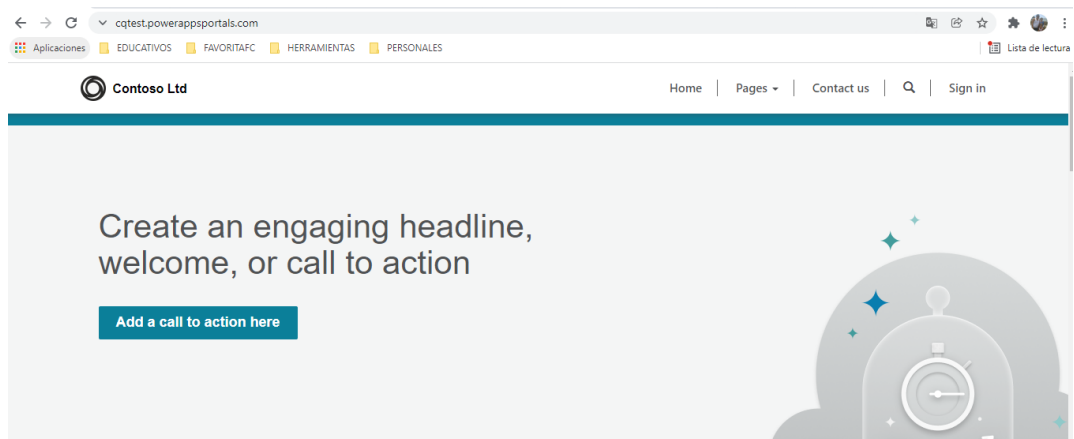 cqtest.powerappsportals.com
Aplicaciones EDUCATIVOS FAVORITAFC HERRAMIENTAS PERSONALES Lista de lectura
Contoso Ltd Home Pages Contact us Sign in
Create an engaging headline,
welcome, or call to action
Add a call to action here